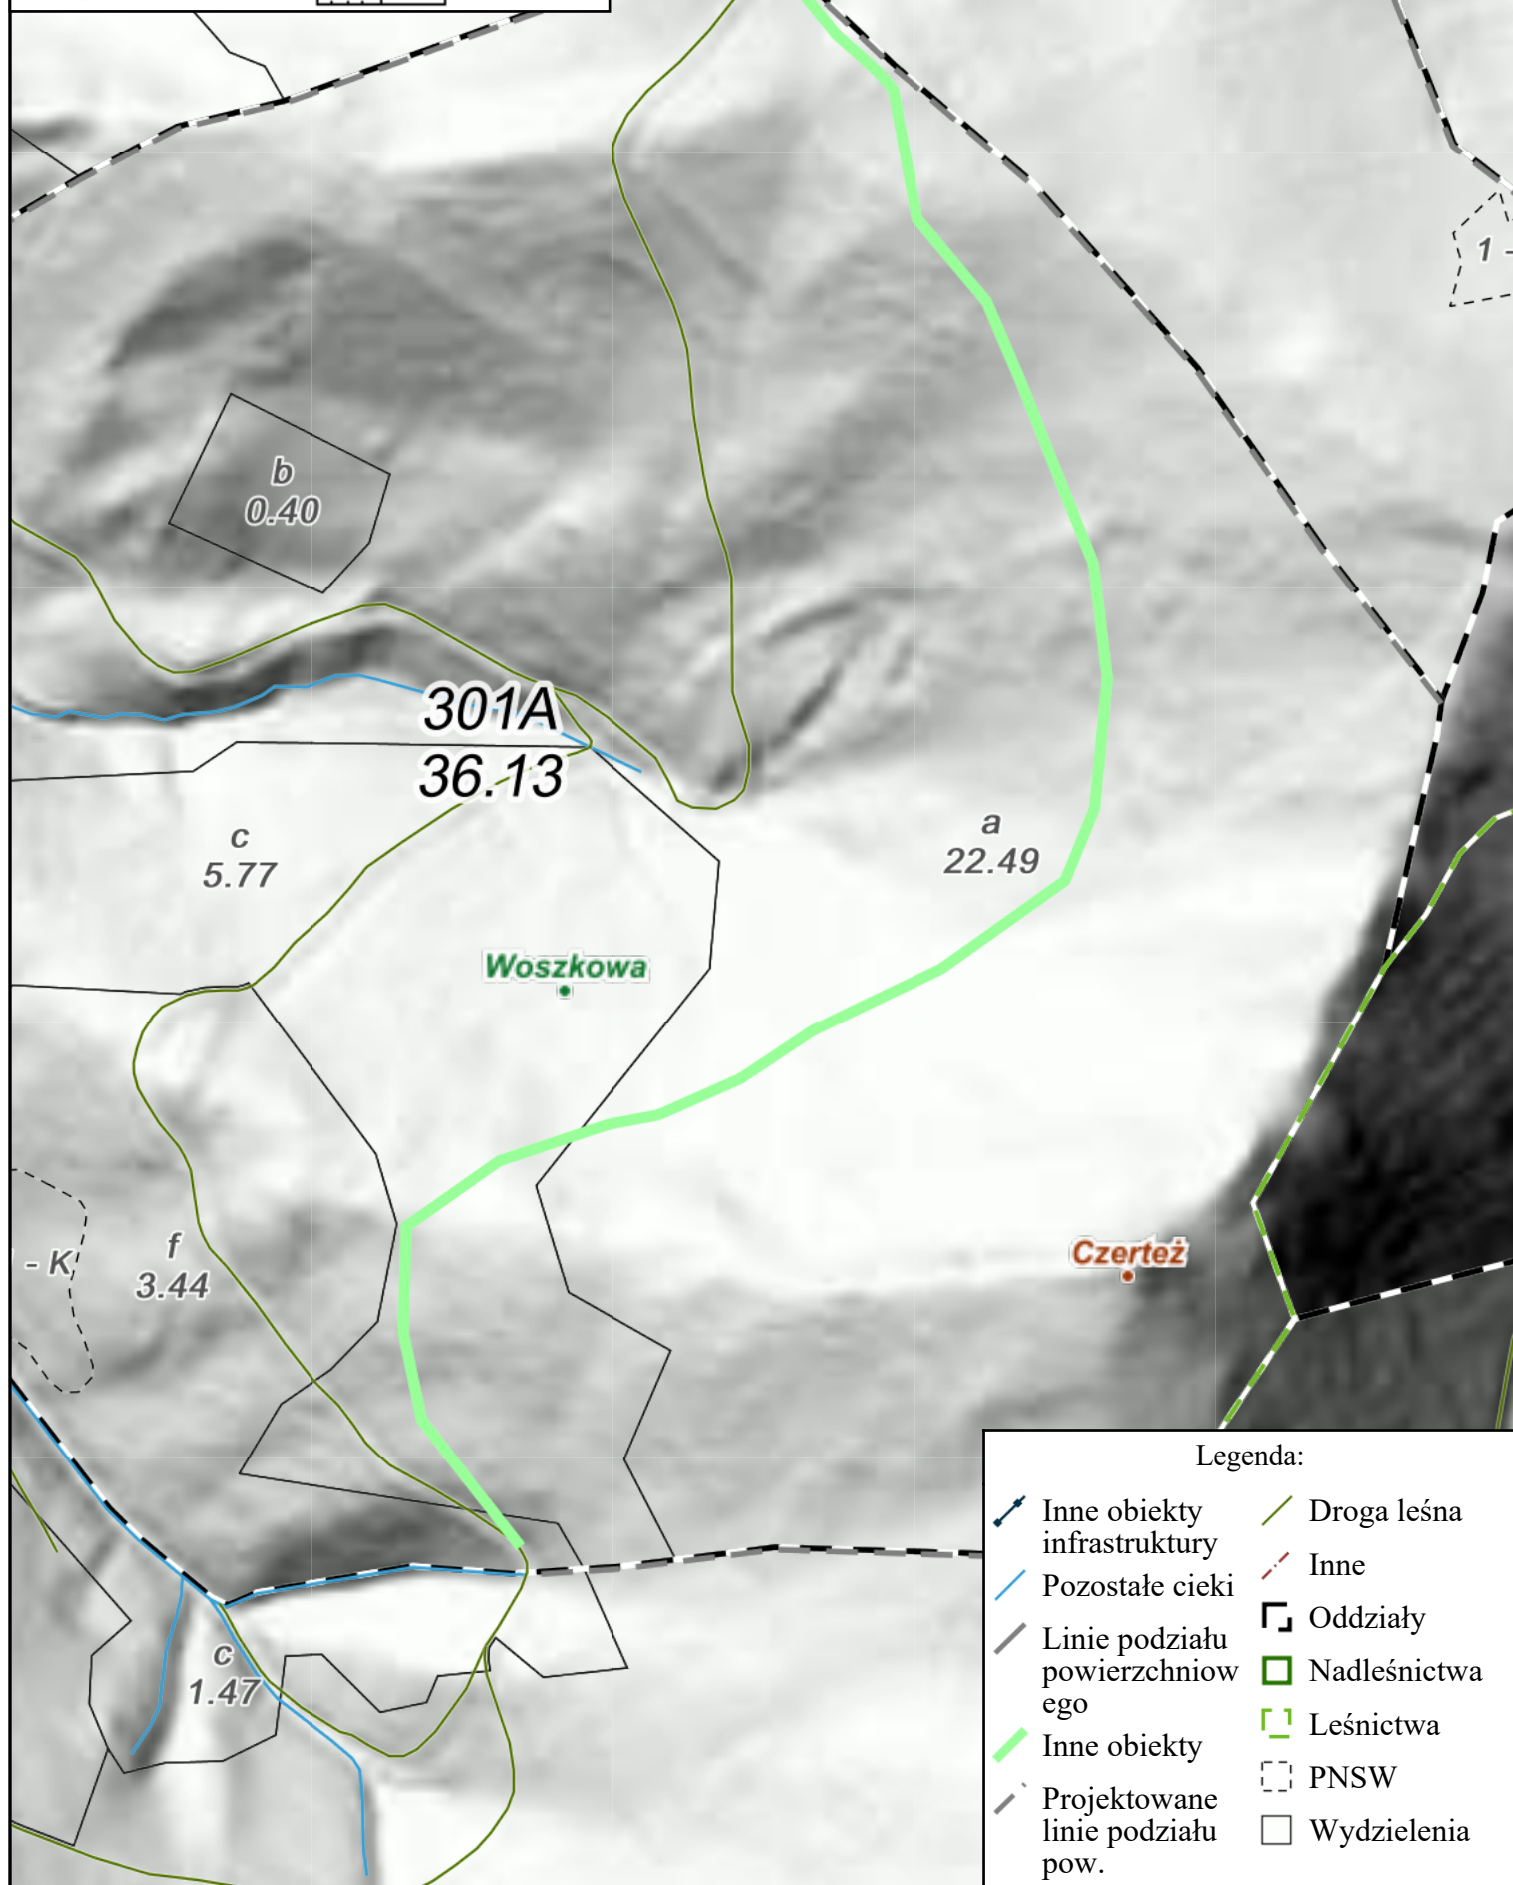 1 -
b
0.40
301A
36.13
c
5.77
a
22.49
Woszkowa
- K
f
3.44
Czerteż
c
1.47
Legenda:
Inne obiekty
infrastruktury
Pozostałe cieki
Linie podziału
powierzchniow
ego
Inne obiekty
Projektowane
linie podziału
pow.
Droga leśna
Inne
Oddziały
Nadleśnictwa
Leśnictwa
PNSW
Wydzielenia